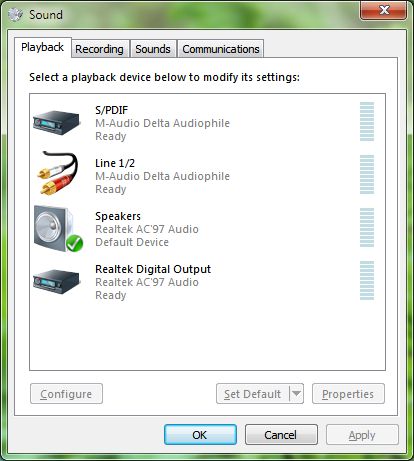 Sound
Playback Recording Sounds Communications
Select a playback device below to modify its settings:
S/PDIF
M-Audio Delta Audiophile
Ready
Line 1/2
M-Audio Delta Audiophile
Ready
Speakers
Realtek AC'97 Audio
Default Device
Realtek Digital Output
Realtek AC'97 Audio
Ready
Configure Set Default Properties
OK Cancel Apply